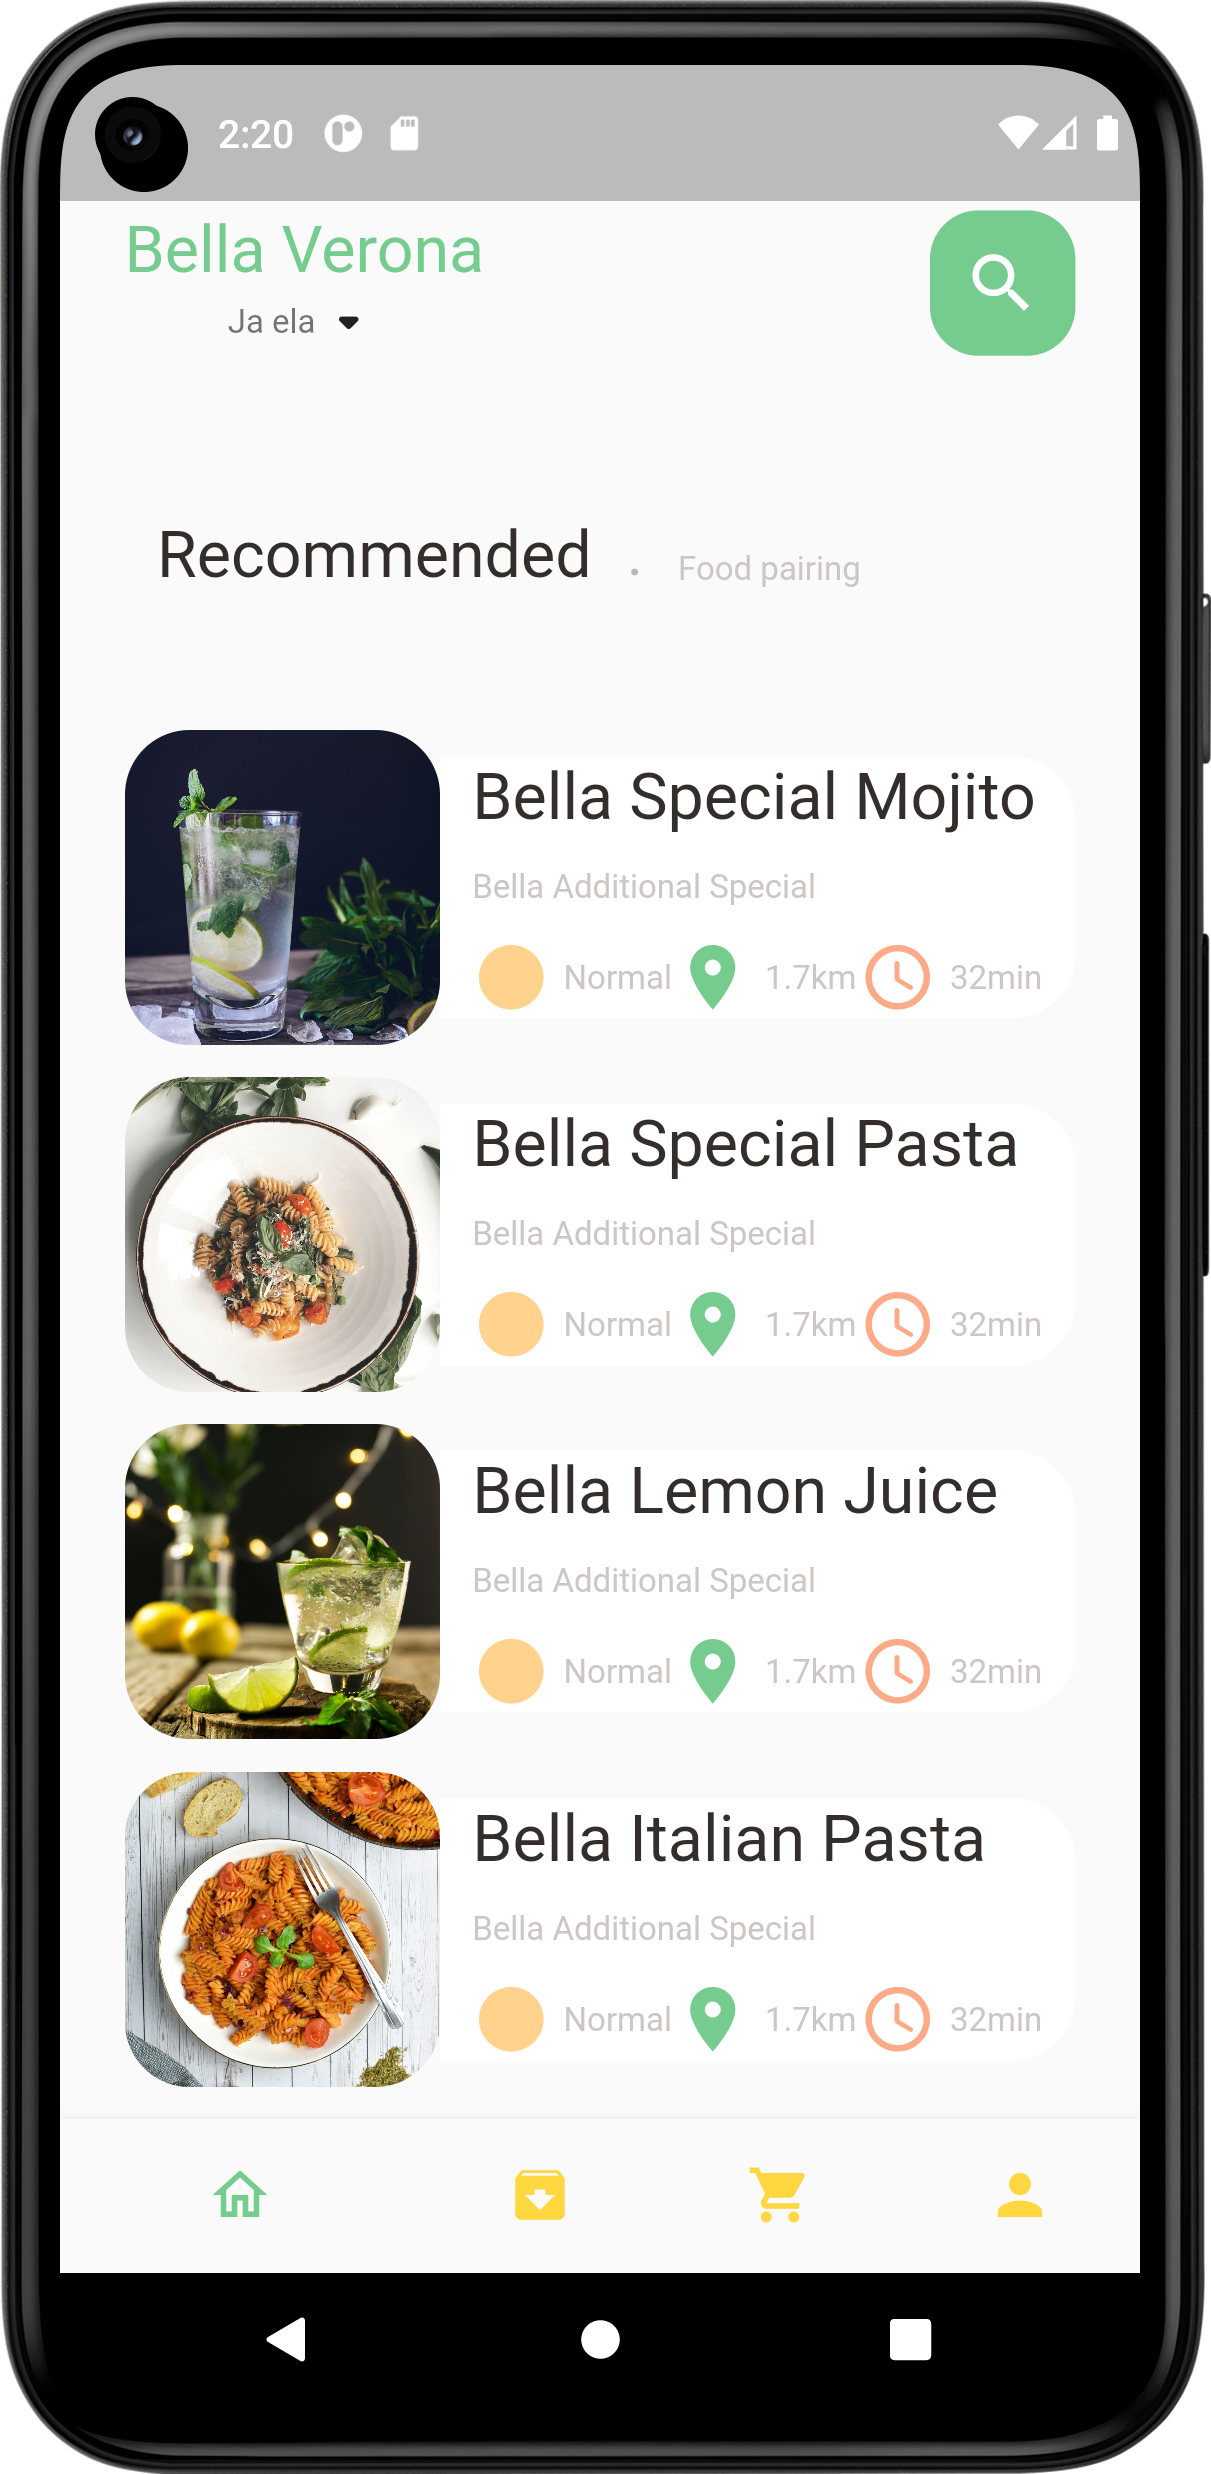 2:20
Bella Verona
Ja ela
Recommended . Food pairing
Bella Special Mojito
Bella Additional Special
Normal 1.7km 32min
Bella Special Pasta
Bella Additional Special
Normal 1.7km 32min
Bella Lemon Juice
Bella Additional Special
Normal 1.7km 32min
Bella Italian Pasta
Bella Additional Special
Normal 1.7km 32min